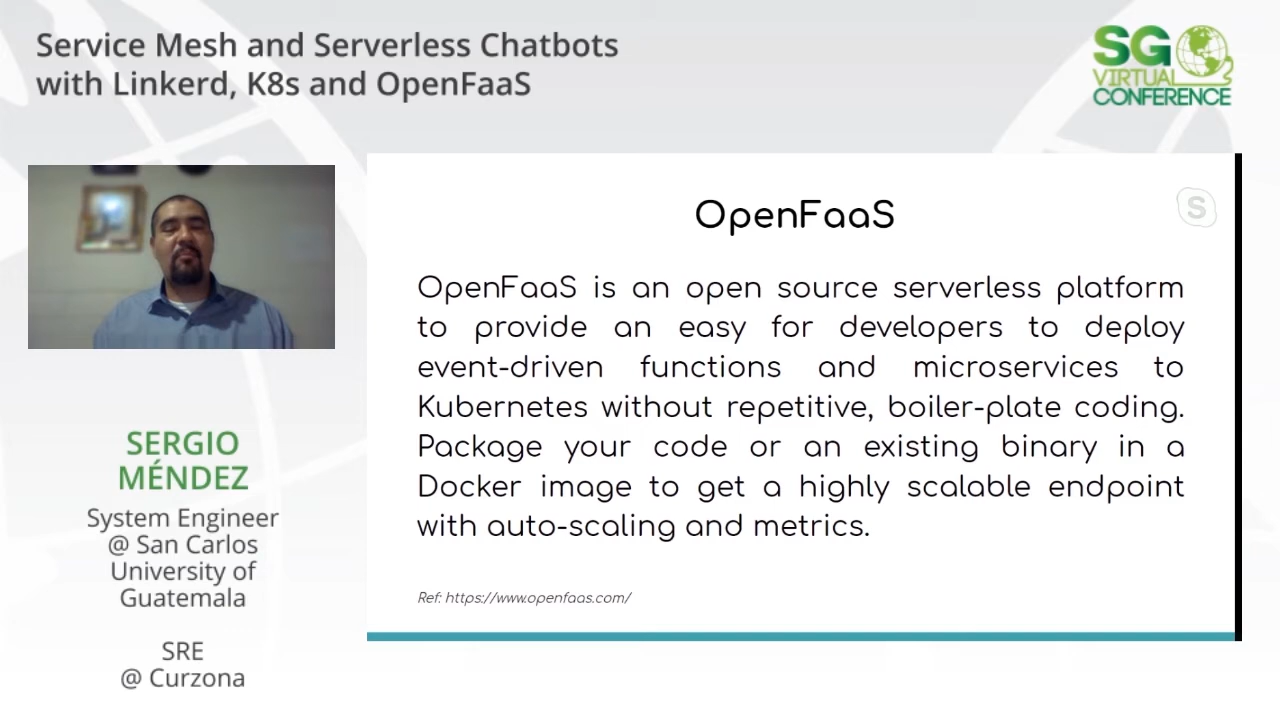 Service Mesh and Serverless Chatbots
with Linkerd, K8s and OpenFaaS
SG
VIRTUAL
CONFERENCE
OpenFaaS
S
OpenFaaS is an open source serverless platform
to provide an easy for developers to deploy
event-driven functions and microservices to
Kubernetes without repetitive, boiler-plate coding.
Package your code or an existing binary in a
Docker image to get a highly scalable endpoint
with auto-scaling and metrics.
Ref: https://www.openfaas.com/
SERGIO
MÉNDEZ
System Engineer
@ San Carlos
University of
Guatemala
SRE
@ Curzona